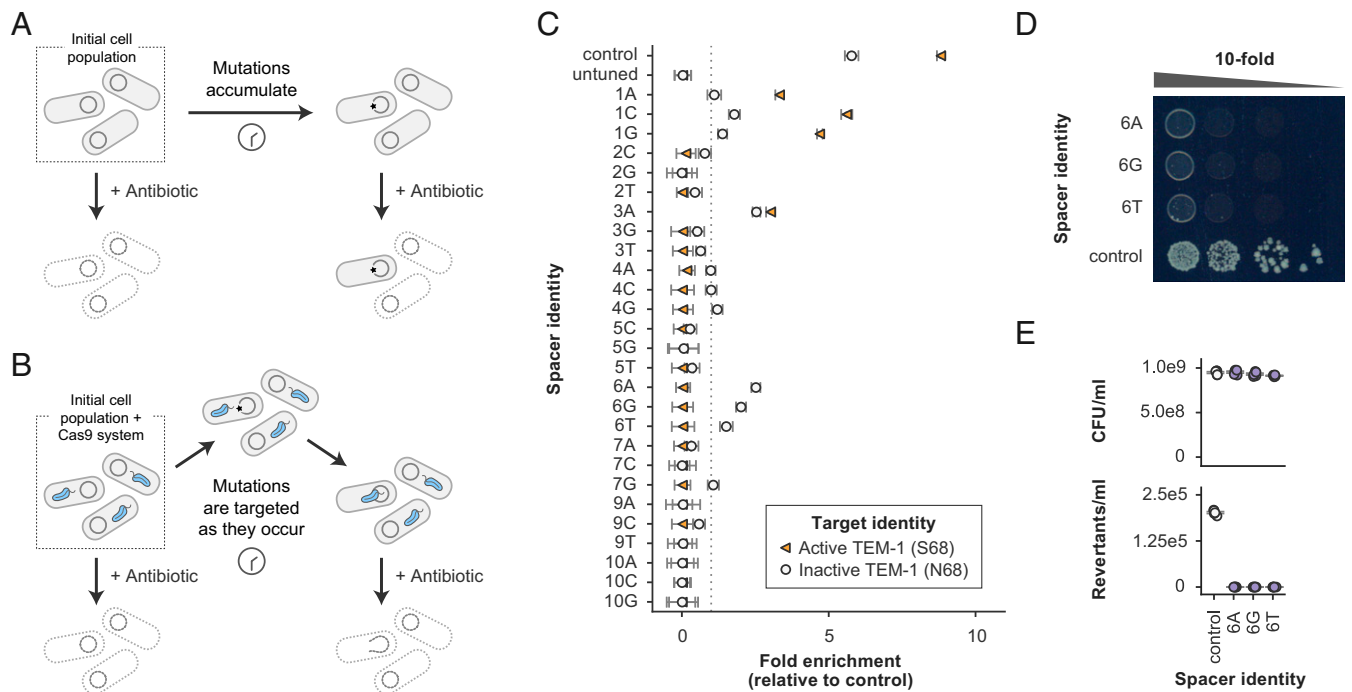 A
Initial cell
population
Mutations
accumulate
+ Antibiotic
+ Antibiotic
B
Initial cell
population +
Cas9 system
Mutations
are targeted
as they occur
+ Antibiotic
+ Antibiotic
C
Spacer identity
control
untuned
1A
1C
1G
2C
2G
2T
3A
3G
3T
4A
4C
4G
5C
5G
5T
6A
6G
6T
7A
7C
7G
9A
9C
9T
10A
10C
10G
Target identity
Active TEM-1 (S68)
Inactive TEM-1 (N68)
0
5
10
Fold enrichment
(relative to control)
D
10-fold
Spacer identity
6A
6G
6T
control
E
CFU/ml
1.0e9
5.0e8
0
Revertants/ml
2.5e5
1.25e5
0
control
6A
6G
6T
Spacer identity